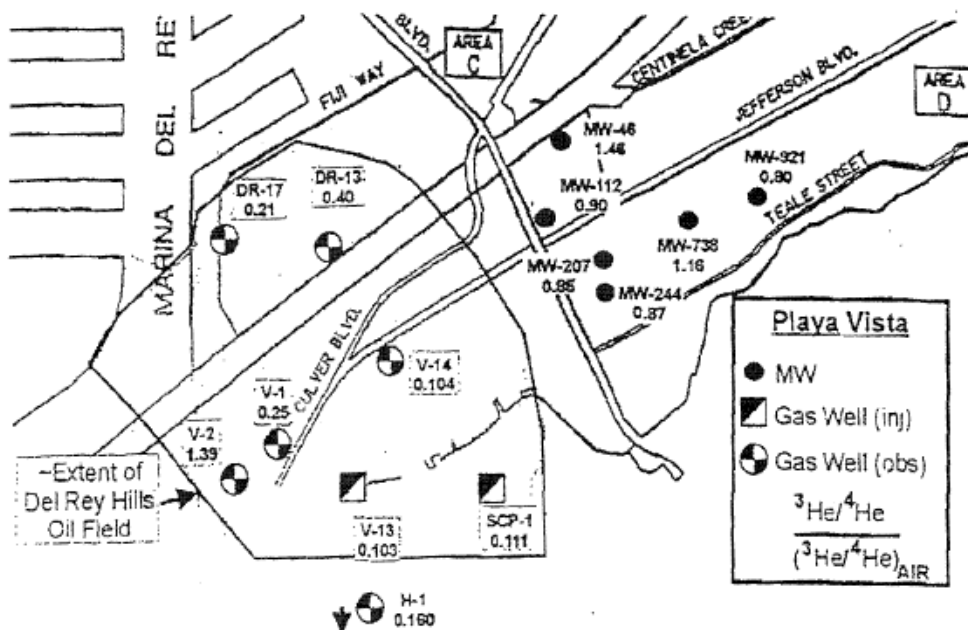 MARINA DEL RE
FIJI WAY
BLVD.
AREA
C
CENTINELA CREE
JEFFERSON BLVD.
AREA
D
MW-46
1.46
MW-921
0.80
TEALE STREET
DR-17
0.21
DR-13
0.40
MW-112
0.90
MW-738
1.16
MW-207
0.85
MW-244
0.87
CULVER BLVD.
V-14
0.104
V-1
0.25
V-2
1.39
~Extent of
Del Rey Hills
Oil Field
V-13
0.103
SCP-1
0.111
H-1
0.160
Playa Vista
MW
Gas Well (inj)
Gas Well (obs)
³He/⁴He
(³He/⁴He)AIR